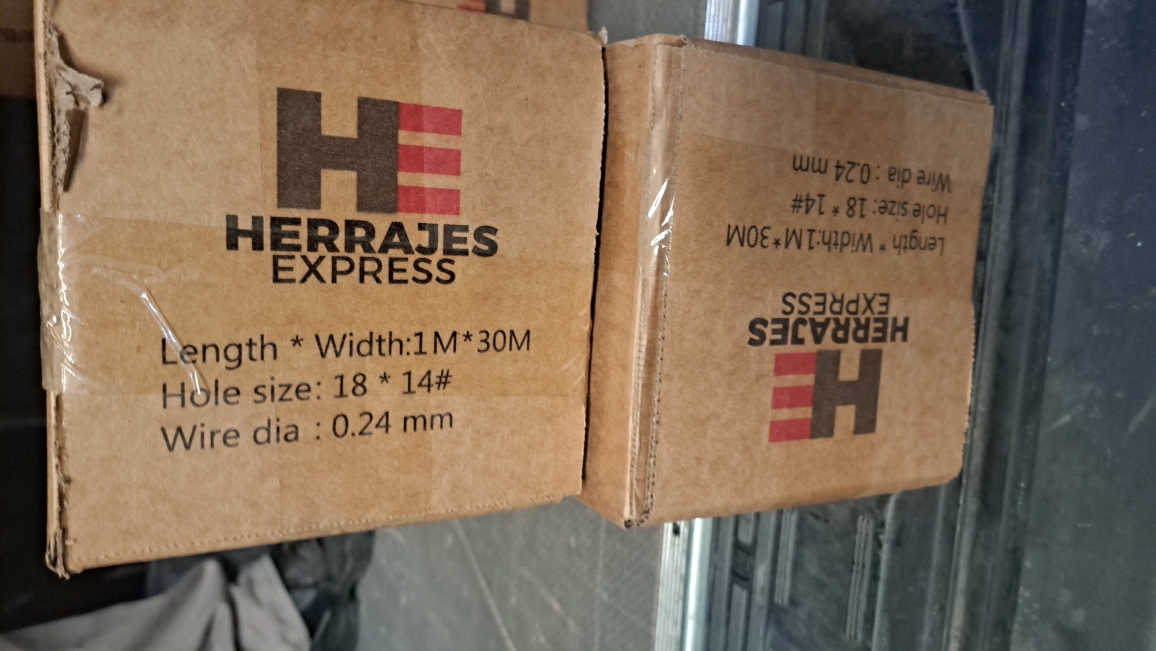 HE
HERRAJES
EXPRESS
Length * Width:1M*30M
Hole size: 18 * 14#
Wire dia : 0.24 mm
HE
HERRAJES
EXPRESS
Length * Width:1M*30M
Hole size: 18 * 14#
Wire dia : 0.24 mm